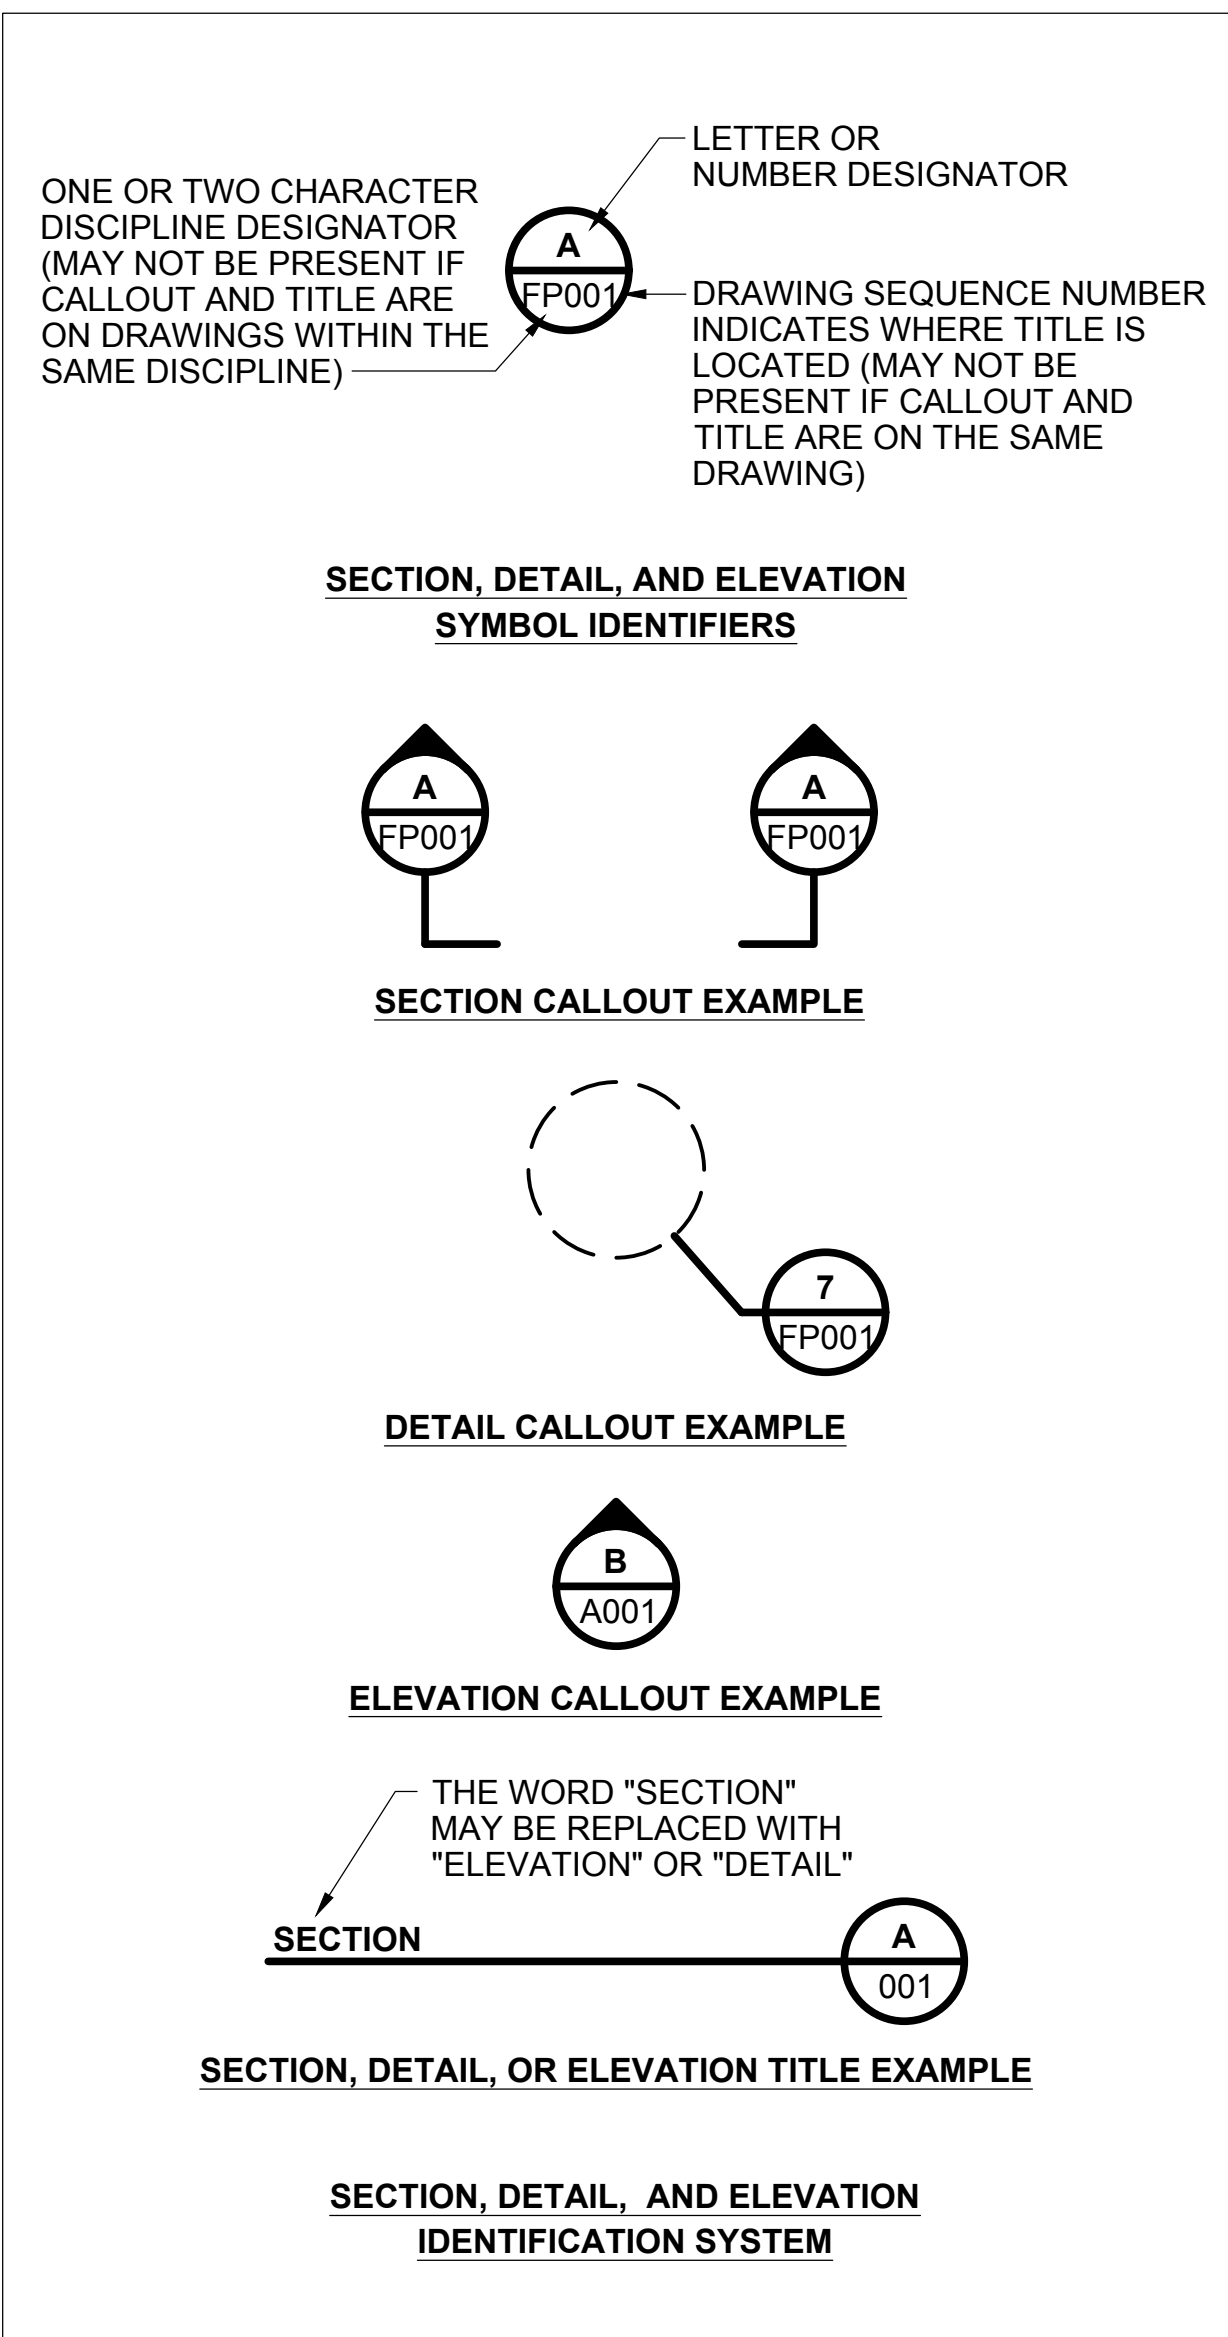 LETTER OR
NUMBER DESIGNATOR
ONE OR TWO CHARACTER
DISCIPLINE DESIGNATOR
(MAY NOT BE PRESENT IF
CALLOUT AND TITLE ARE
ON DRAWINGS WITHIN THE
SAME DISCIPLINE)
A
FP001
DRAWING SEQUENCE NUMBER
INDICATES WHERE TITLE IS
LOCATED (MAY NOT BE
PRESENT IF CALLOUT AND
TITLE ARE ON THE SAME
DRAWING)
SECTION, DETAIL, AND ELEVATION
SYMBOL IDENTIFIERS
A
FP001
A
FP001
SECTION CALLOUT EXAMPLE
7
FP001
DETAIL CALLOUT EXAMPLE
B
A001
ELEVATION CALLOUT EXAMPLE
THE WORD "SECTION"
MAY BE REPLACED WITH
"ELEVATION" OR "DETAIL"
SECTION
A
001
SECTION, DETAIL, OR ELEVATION TITLE EXAMPLE
SECTION, DETAIL, AND ELEVATION
IDENTIFICATION SYSTEM